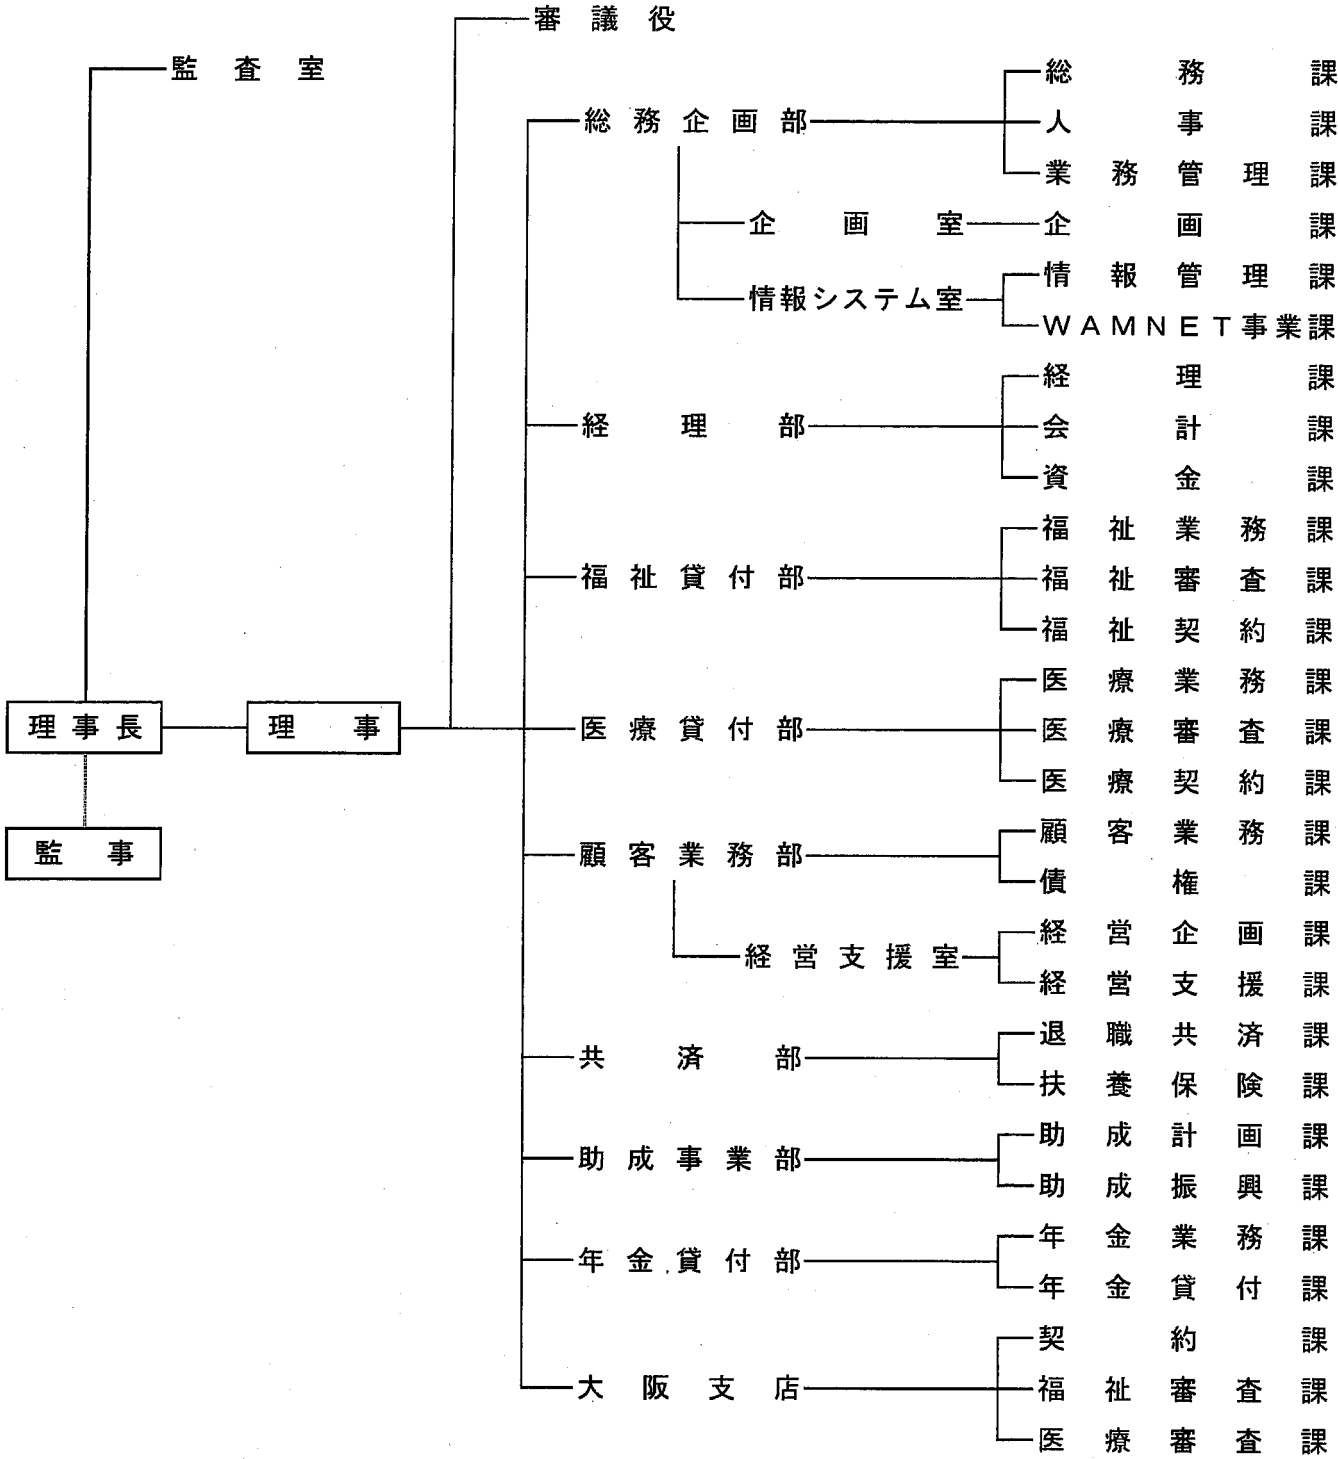 審議役
監査室
総務企画部
総務課
人事課
業務管理課
企画室
企画課
情報システム室
情報管理課
WAMNET事業課
経理部
経理課
会計課
資金課
福祉貸付部
福祉業務課
福祉審査課
福祉契約課
理事長
理事
監事
医療貸付部
医療業務課
医療審査課
医療契約課
顧客業務部
顧客業務課
債権課
経営支援室
経営企画課
経営支援課
共済部
退職共済課
扶養保険課
助成事業部
助成計画課
助成振興課
年金貸付部
年金業務課
年金貸付課
大阪支店
契約課
福祉審査課
医療審査課